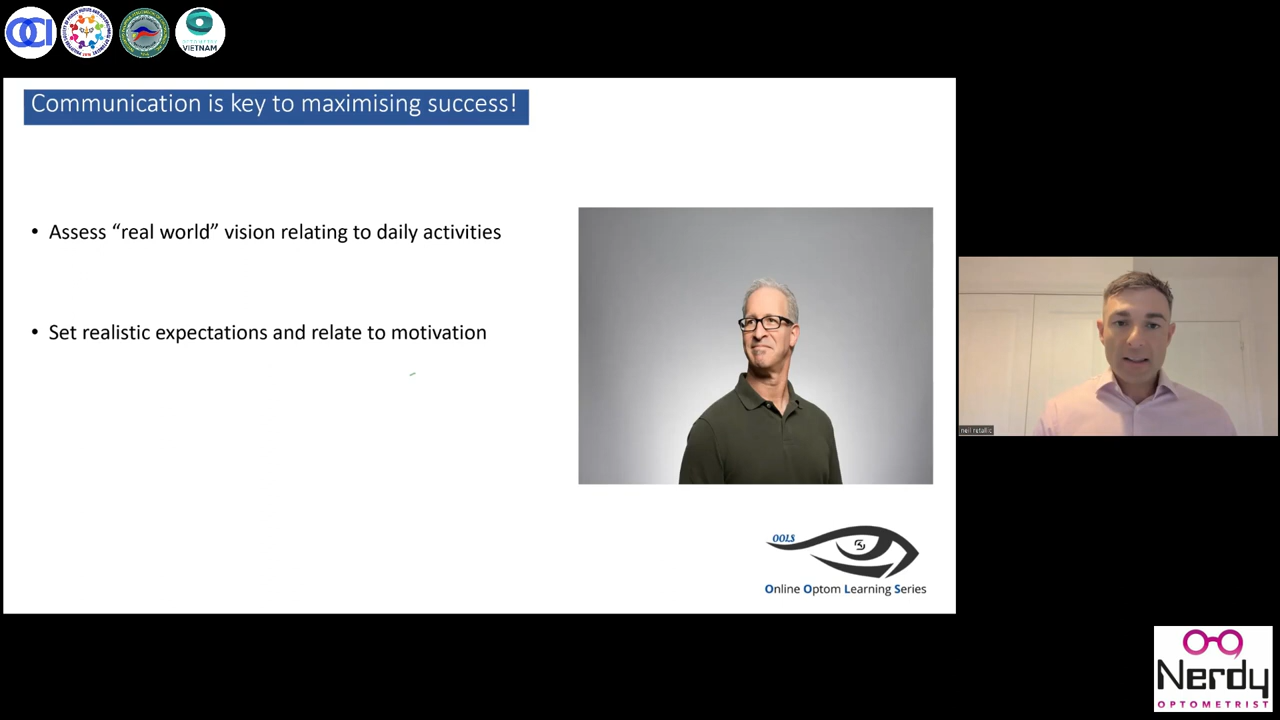 OCI
VIETNAM
Communication is key to maximising success!
• Assess “real world” vision relating to daily activities
• Set realistic expectations and relate to motivation
OOLS
Online Optom Learning Series
neil retallic
Nerdy
OPTOMETRIST